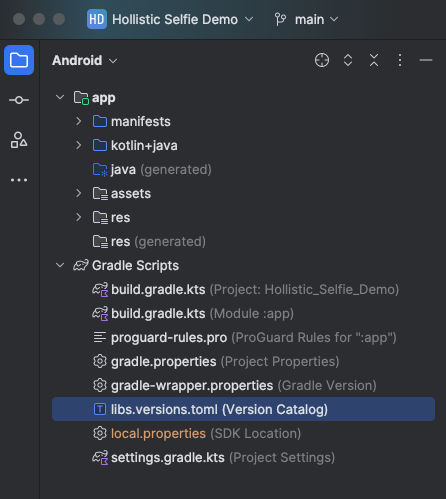 HD Hollistic Selfie Demo main
Android
app
manifests
kotlin+java
java (generated)
assets
res
res (generated)
Gradle Scripts
build.gradle.kts (Project: Hollistic_Selfie_Demo)
build.gradle.kts (Module :app)
proguard-rules.pro (ProGuard Rules for ":app")
gradle.properties (Project Properties)
gradle-wrapper.properties (Gradle Version)
T libs.versions.toml (Version Catalog)
local.properties (SDK Location)
settings.gradle.kts (Project Settings)